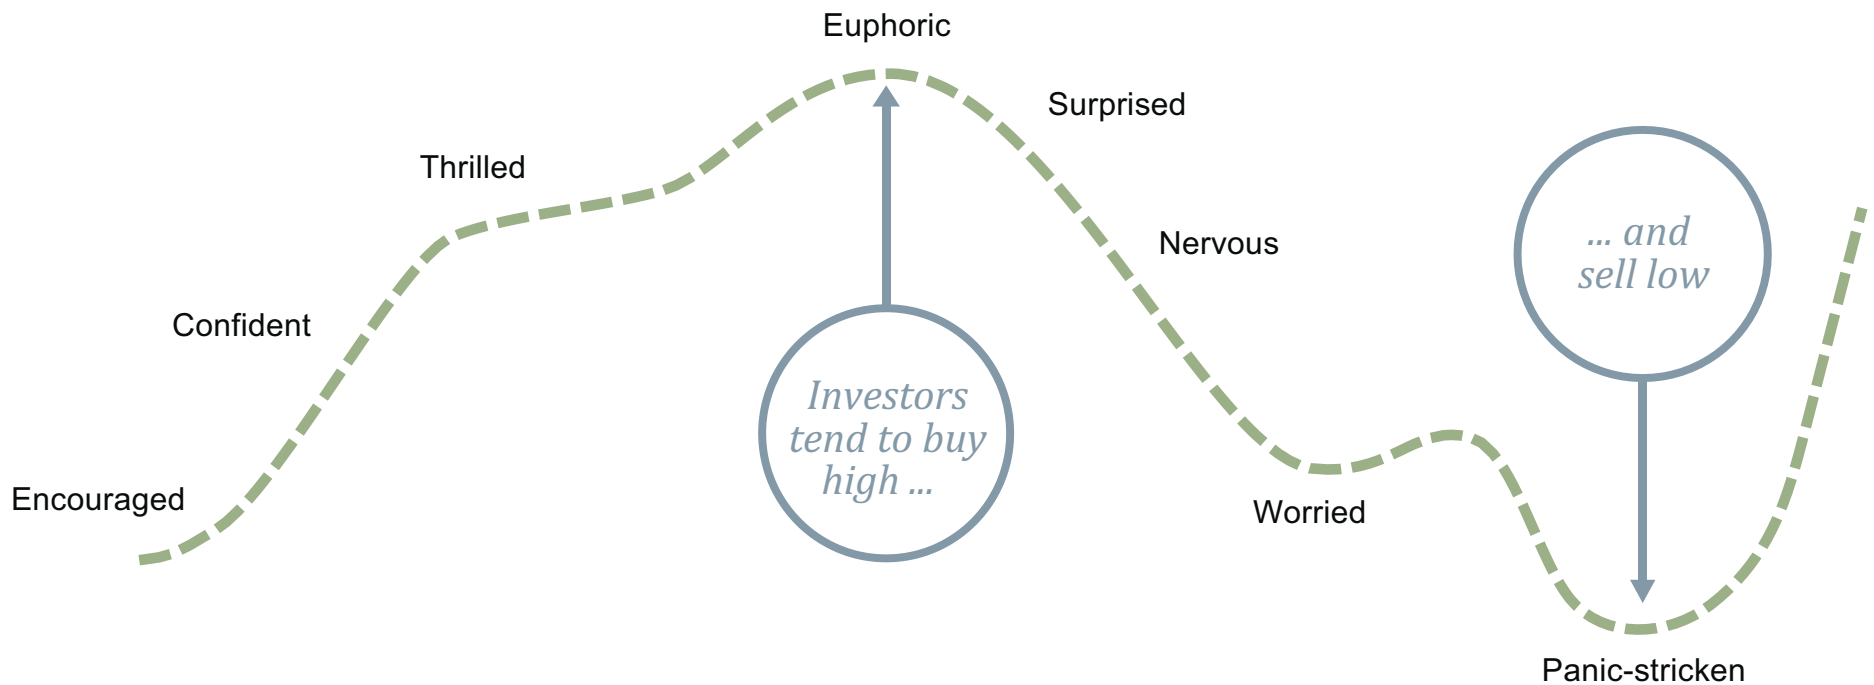 Euphoric
Surprised
Thrilled
Nervous
... and
sell low
Confident
Investors
tend to buy
high ...
Encouraged
Worried
Panic-stricken